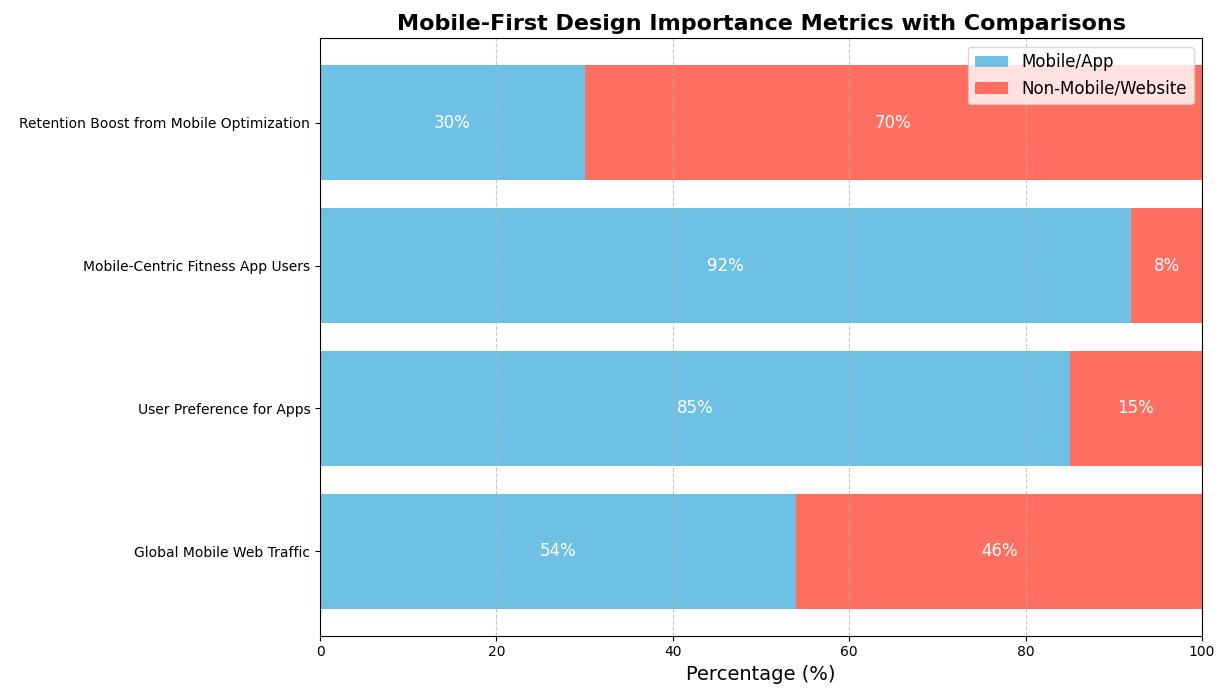 Mobile-First Design Importance Metrics with Comparisons
Mobile/App
Non-Mobile/Website
Retention Boost from Mobile Optimization
30%
70%
Mobile-Centric Fitness App Users
92%
8%
User Preference for Apps
85%
15%
Global Mobile Web Traffic
54%
46%
0
20
40
60
80
100
Percentage (%)